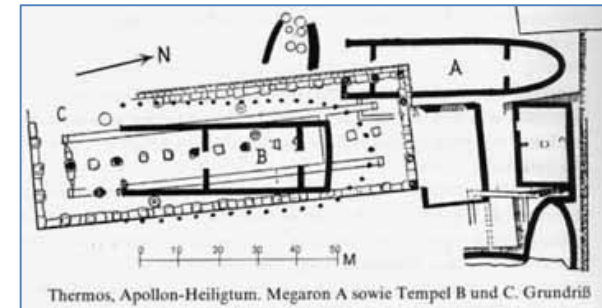 N
A
C
B
0 10 20 30 40 50 M
Thermos, Apollon-Heiligtum. Megaron A sowie Tempel B und C. Grundriß